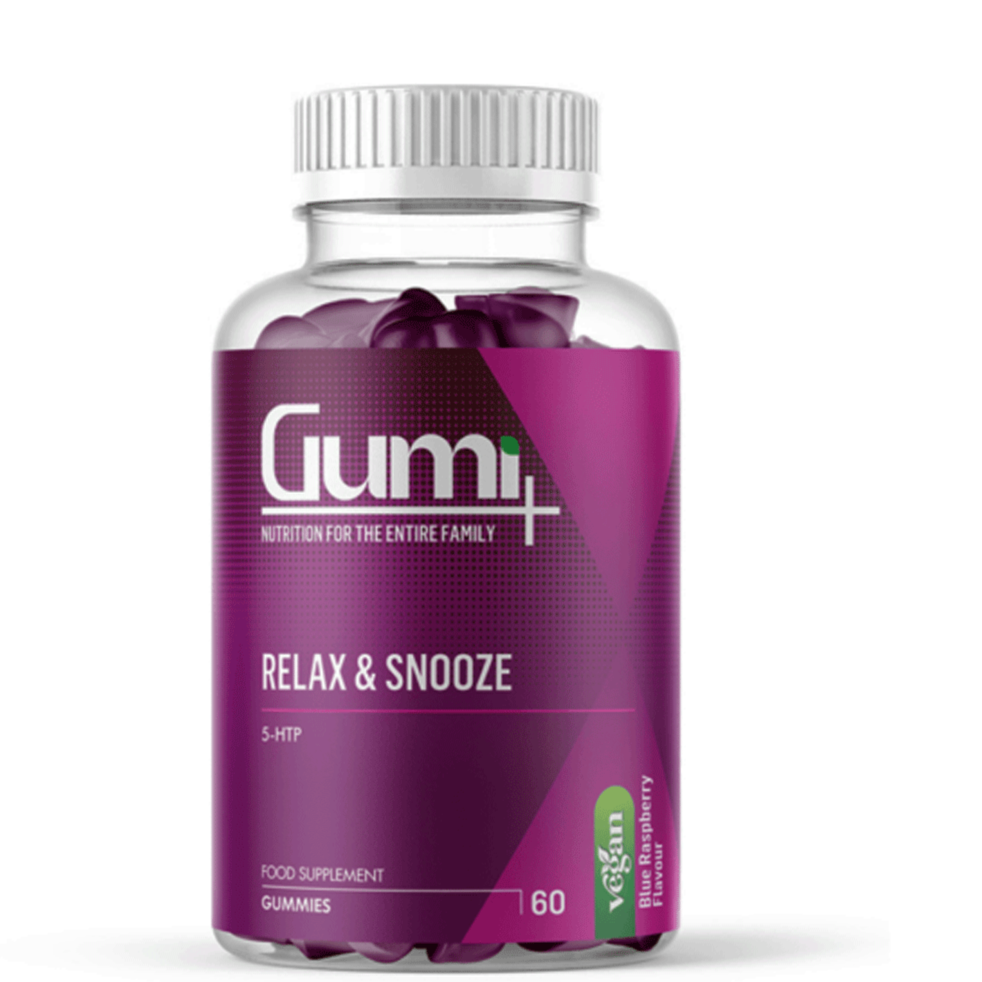 Gumi+
NUTRITION FOR THE ENTIRE FAMILY
RELAX & SNOOZE
5-HTP
FOOD SUPPLEMENT
GUMMIES
60
vegan
Blue Raspberry
Flavour